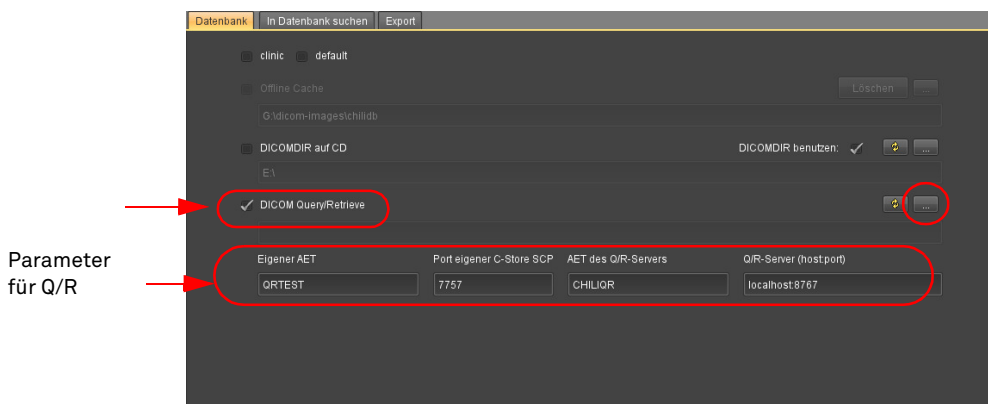 Datenbank In Datenbank suchen Export
clinic default
Offline Cache Löschen ...
G:\dicom-images\chilidb
DICOMDIR auf CD DICOMDIR benutzen: ...
E:\
DICOM Query/Retrieve ...
Parameter
für Q/R
Eigener AET Port eigener C-Store SCP AET des Q/R-Servers Q/R-Server (host:port)
QRTEST 7757 CHILIQR localhost:8767